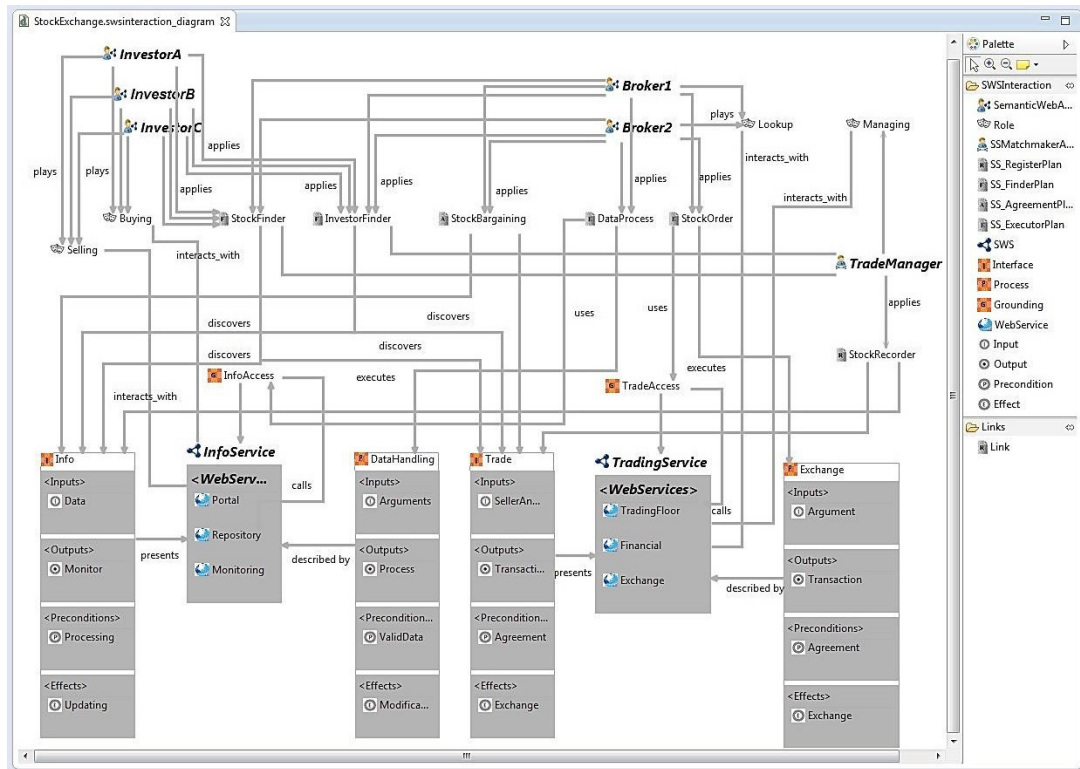 StockExchange.swsinteraction_diagram
InvestorA
InvestorB
InvestorC
Broker1
Broker2
plays
Lookup
Managing
applies
interacts_with
plays
plays
applies
applies
applies
applies
applies
applies
interacts_with
Buying
StockFinder
InvestorFinder
StockBargaining
DataProcess
StockOrder
Selling
interacts_with
TradeManager
applies
discovers
discovers
uses
uses
discovers
discovers
StockRecorder
InfoAccess
executes
TradeAccess
executes
interacts_with
InfoService
TradingService
Info
<Inputs>
Data
<Outputs>
Monitor
<Preconditions>
Processing
<Effects>
Updating
presents
<WebServ...
Portal
Repository
Monitoring
calls
described by
DataHandling
<Inputs>
Arguments
<Outputs>
Process
<Precondition...
ValidData
<Effects>
Modifica...
Trade
<Inputs>
SellerAn...
<Outputs>
Transacti...
<Precondition...
Agreement
<Effects>
Exchange
presents
<WebServices>
TradingFloor
Financial
Exchange
calls
described by
Exchange
<Inputs>
Argument
<Outputs>
Transaction
<Preconditions>
Agreement
<Effects>
Exchange
Palette
SWSInteraction
SemanticWebA...
Role
SSMatchmakerA...
SS_RegisterPlan
SS_FinderPlan
SS_AgreementPl...
SS_ExecutorPlan
SWS
Interface
Process
Grounding
WebService
Input
Output
Precondition
Effect
Links
Link